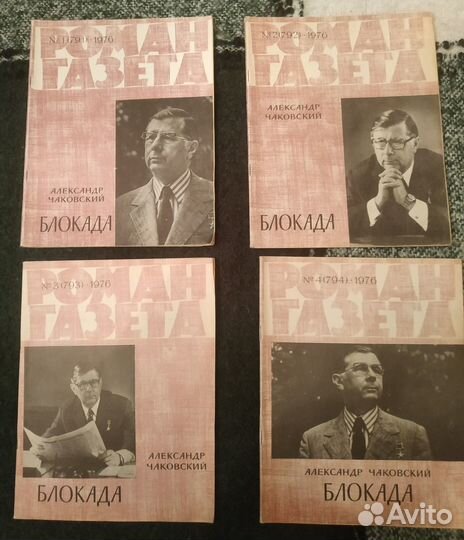 РОМАН
№1(791)-1976
ГАЗЕТА
АЛЕКСАНДР
ЧАКОВСКИЙ
БЛОКАДА
РОМАН
№2(792)-1976
ГАЗЕТА
АЛЕКСАНДР
ЧАКОВСКИЙ
БЛОКАДА
РОМАН
№3(793)-1976
ГАЗЕТА
АЛЕКСАНДР
ЧАКОВСКИЙ
БЛОКАДА
РОМАН
№4(794)-1976
ГАЗЕТА
АЛЕКСАНДР ЧАКОВСКИЙ
БЛОКАДА
Avito